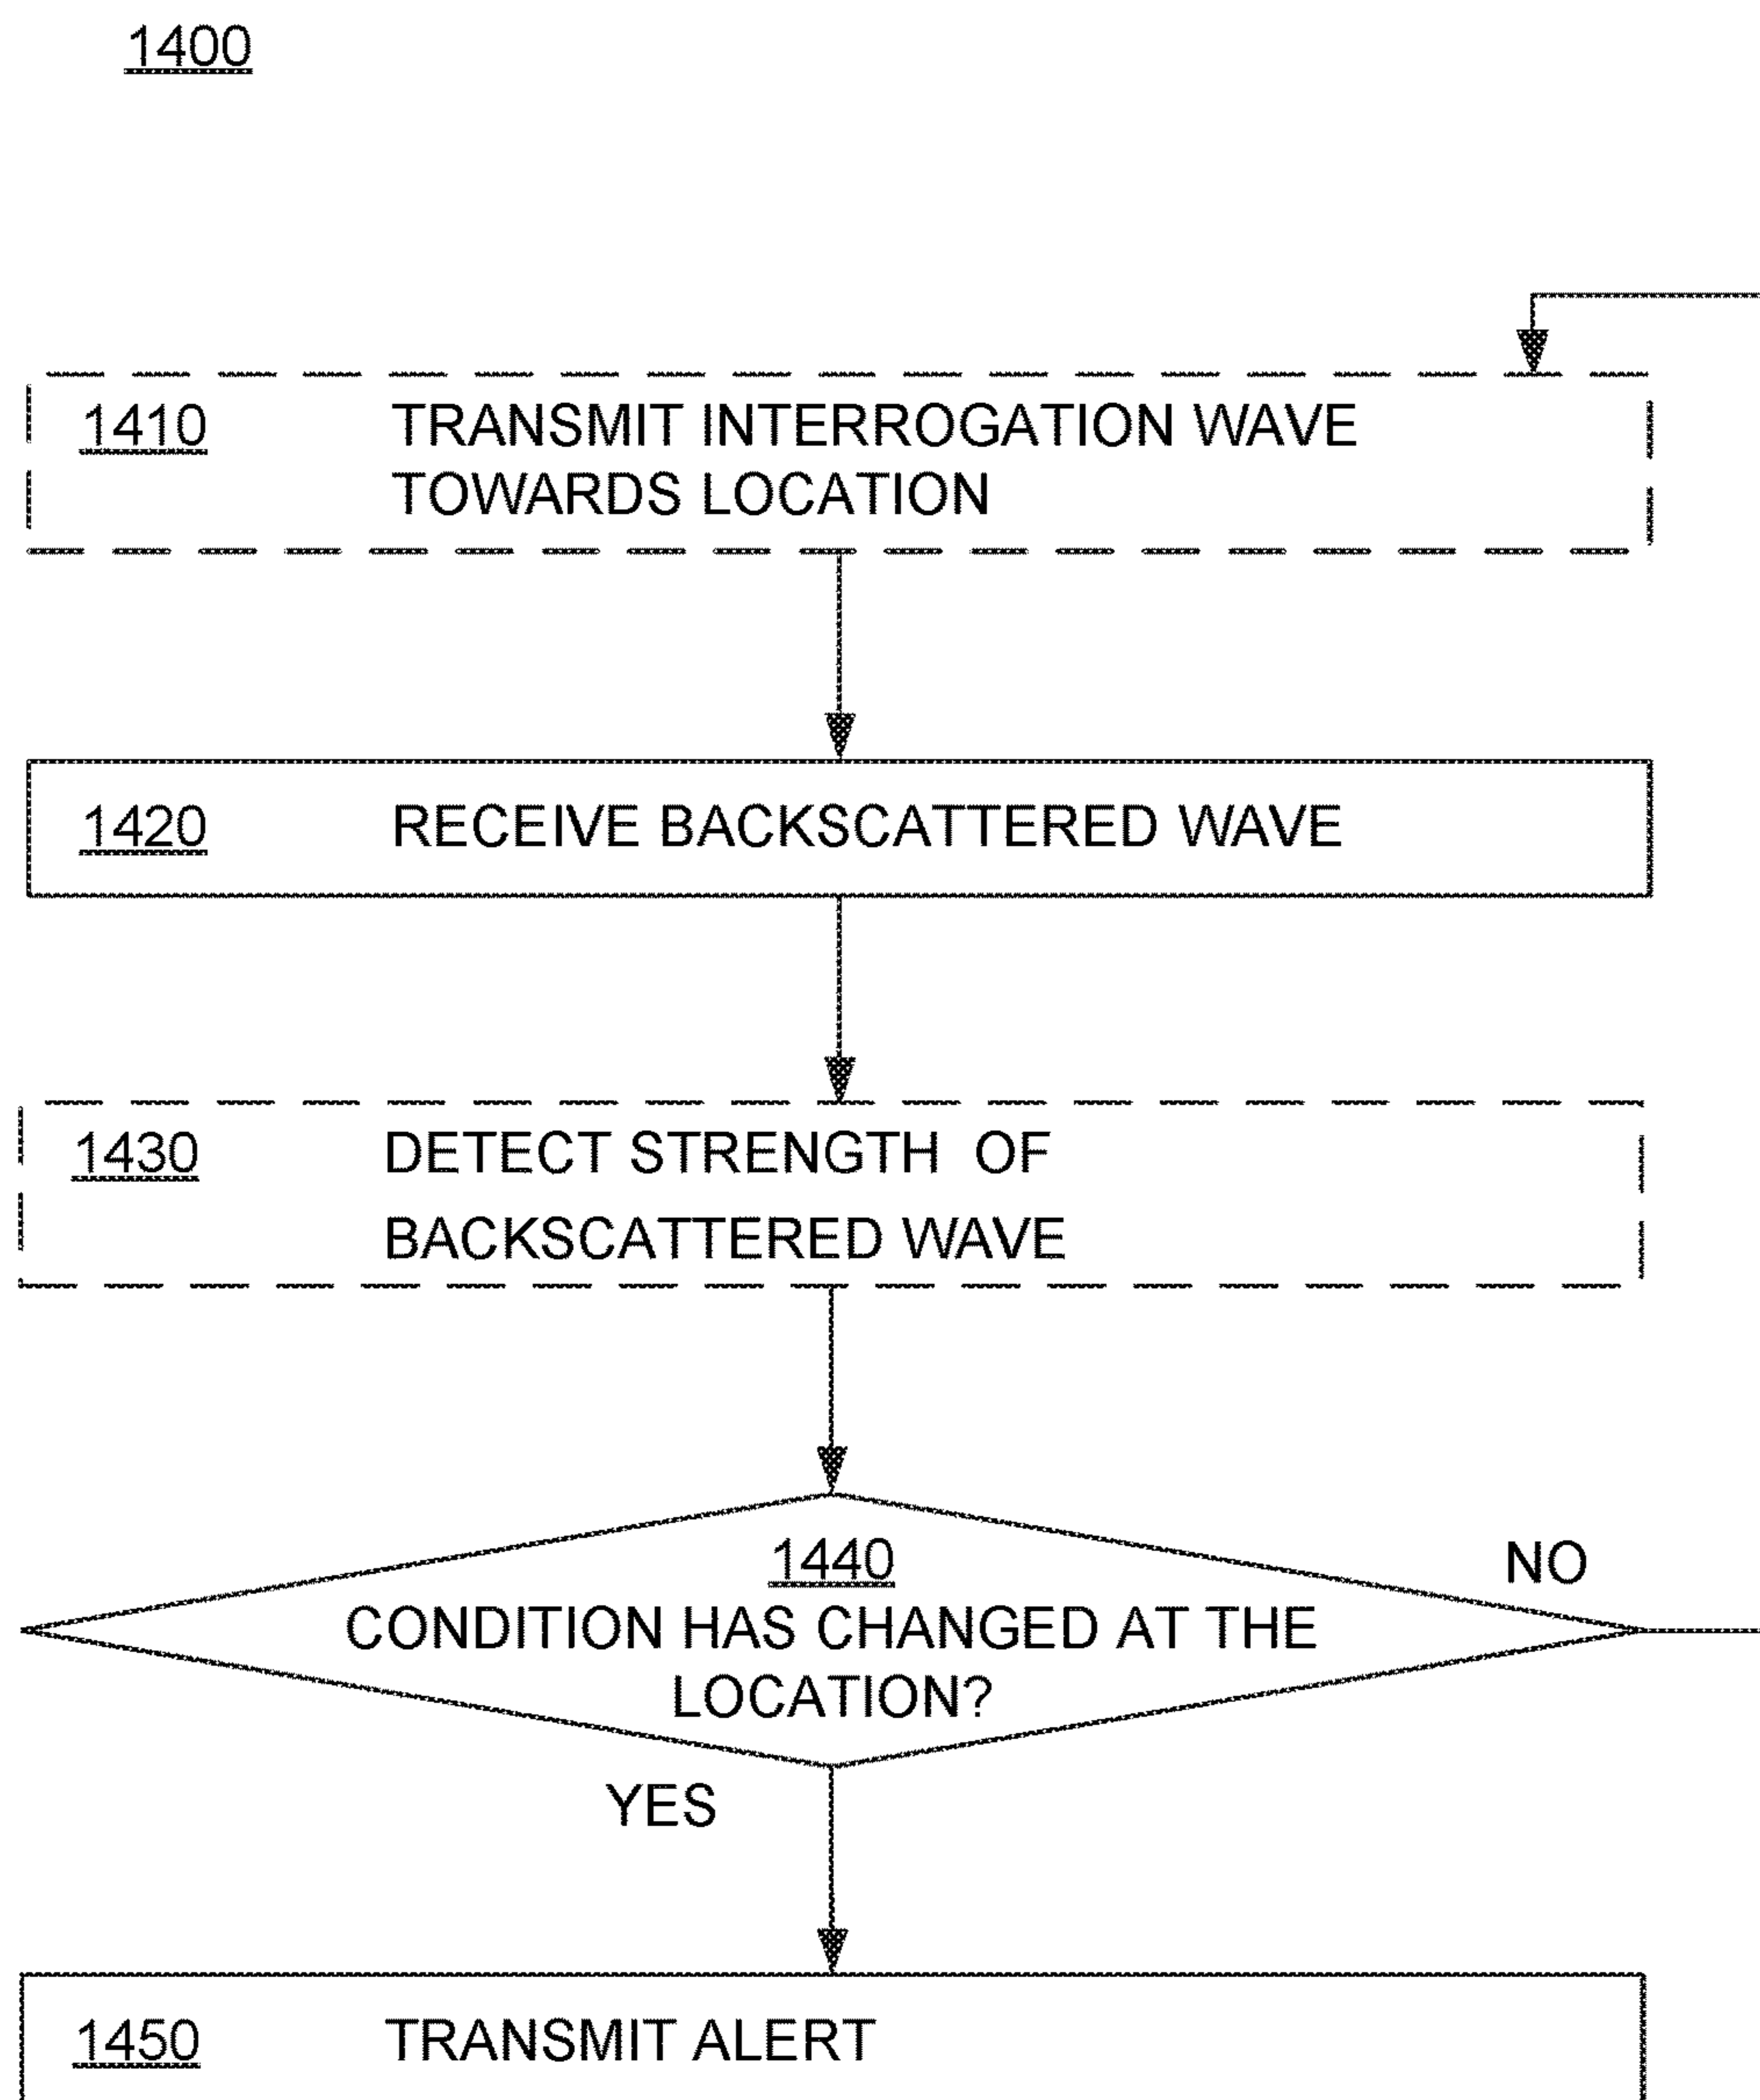 1400
1410 TRANSMIT INTERROGATION WAVE
TOWARDS LOCATION
1420 RECEIVE BACKSCATTERED WAVE
1430 DETECT STRENGTH OF
BACKSCATTERED WAVE
1440
NO
CONDITION HAS CHANGED AT THE
LOCATION?
YES
1450 TRANSMIT ALERT